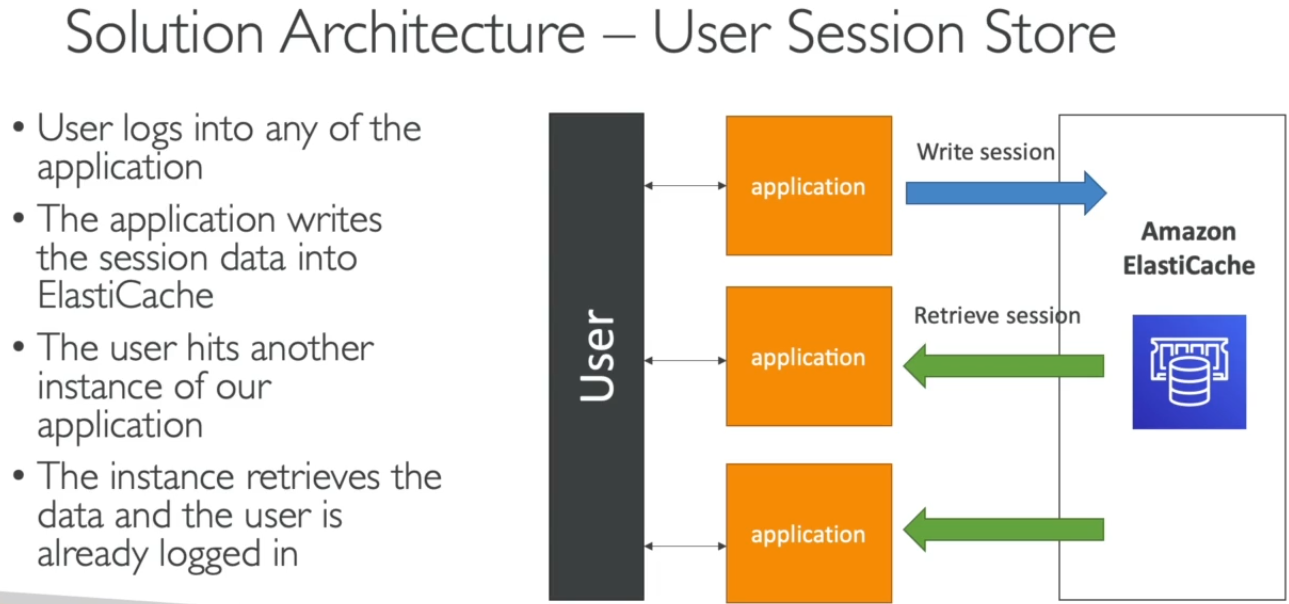 Solution Architecture – User Session Store
• User logs into any of the
application
• The application writes
the session data into
ElastiCache
• The user hits another
instance of our
application
• The instance retrieves the
data and the user is
already logged in
User
application
Write session
application
Retrieve session
application
Amazon
ElastiCache